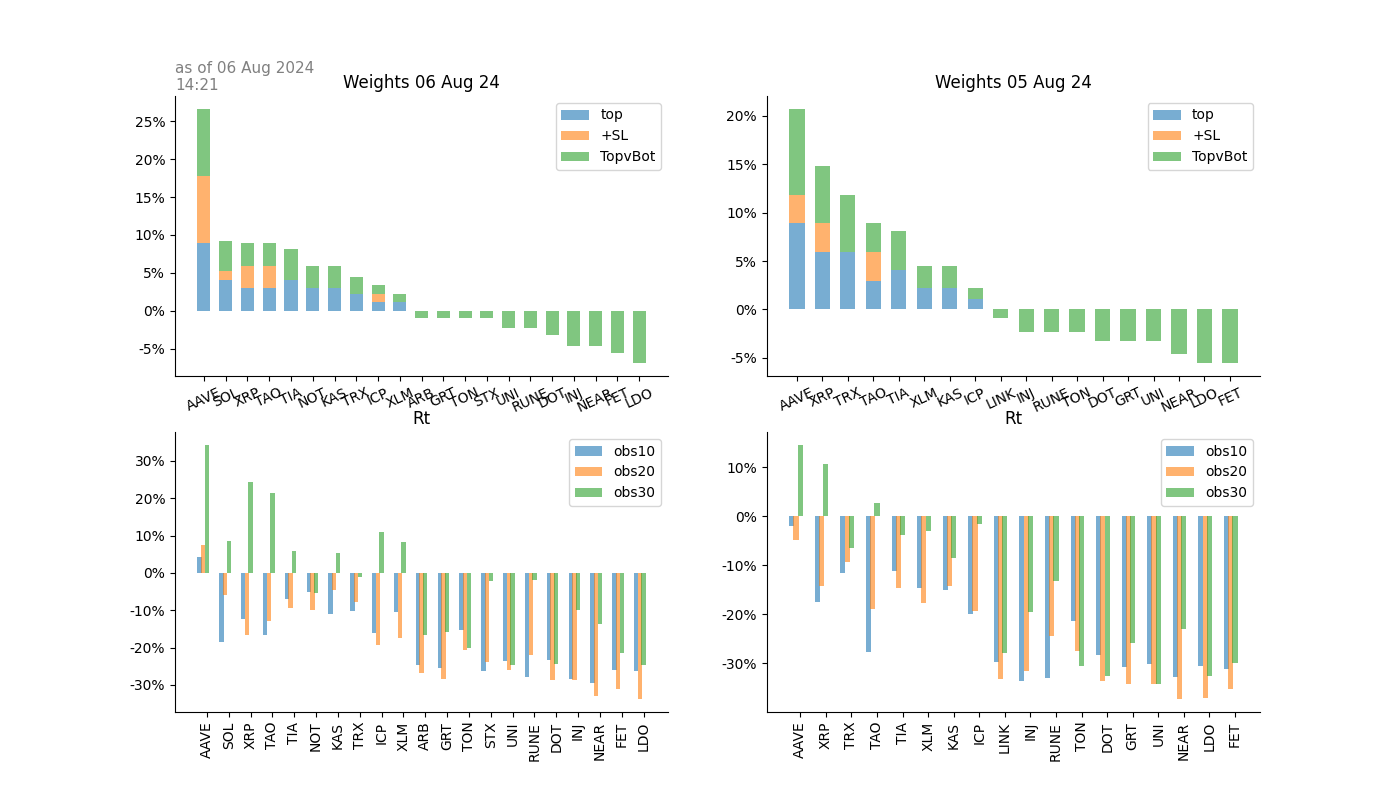 as of 06 Aug 2024
14:21
Weights 06 Aug 24
25%
20%
15%
10%
5%
0%
-5%
top
+SL
TopvBot
AAVE SOL XRP TAO TIA NOT KAS TRX ICP XLM ARB GRT TON STX UNI RUNE DOT INJ NEAR FET LDO
Weights 05 Aug 24
20%
15%
10%
5%
0%
-5%
top
+SL
TopvBot
AAVE XRP TRX TAO TIA XLM KAS ICP LINK INJ RUNE TON DOT GRT UNI NEAR LDO FET
Rt
30%
20%
10%
0%
-10%
-20%
-30%
obs10
obs20
obs30
AAVE SOL XRP TAO TIA NOT KAS TRX ICP XLM ARB GRT TON STX UNI RUNE DOT INJ NEAR FET LDO
Rt
10%
0%
-10%
-20%
-30%
obs10
obs20
obs30
AAVE XRP TRX TAO TIA XLM KAS ICP LINK INJ RUNE TON DOT GRT UNI NEAR LDO FET